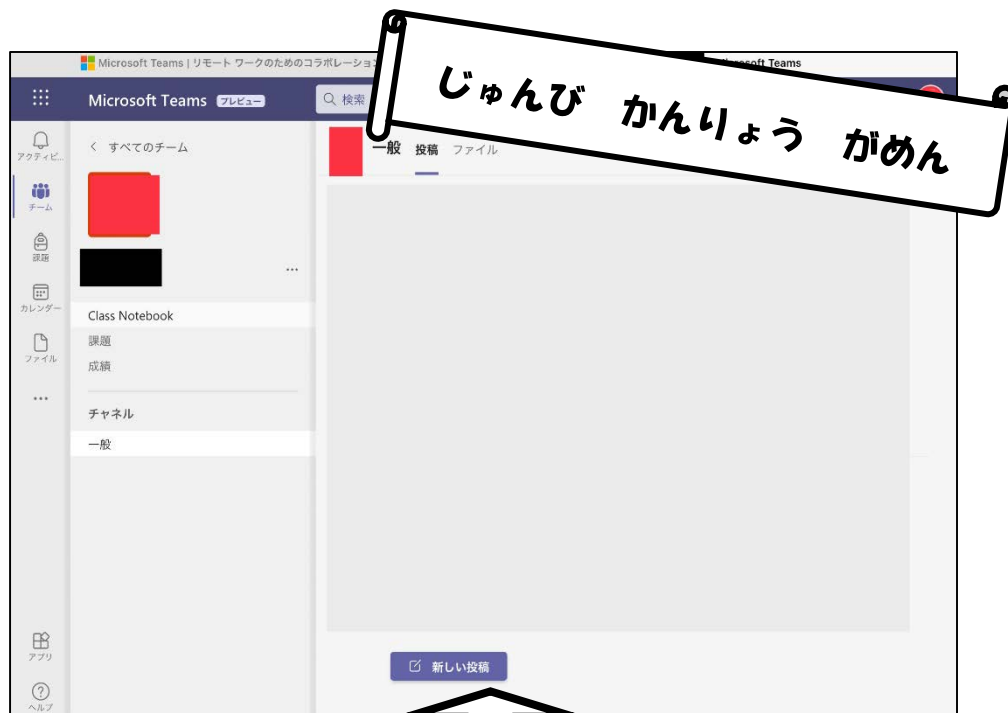 Microsoft Teams | リモート ワークのためのコラボレーション
soft Teams
じゅんび かんりょう がめん
Microsoft Teams プレビュー
検索
アクティビ...
チーム
課題
カレンダー
ファイル
...
アプリ
ヘルプ
< すべてのチーム
...
Class Notebook
課題
成績
チャネル
一般
一般 投稿 ファイル
新しい投稿